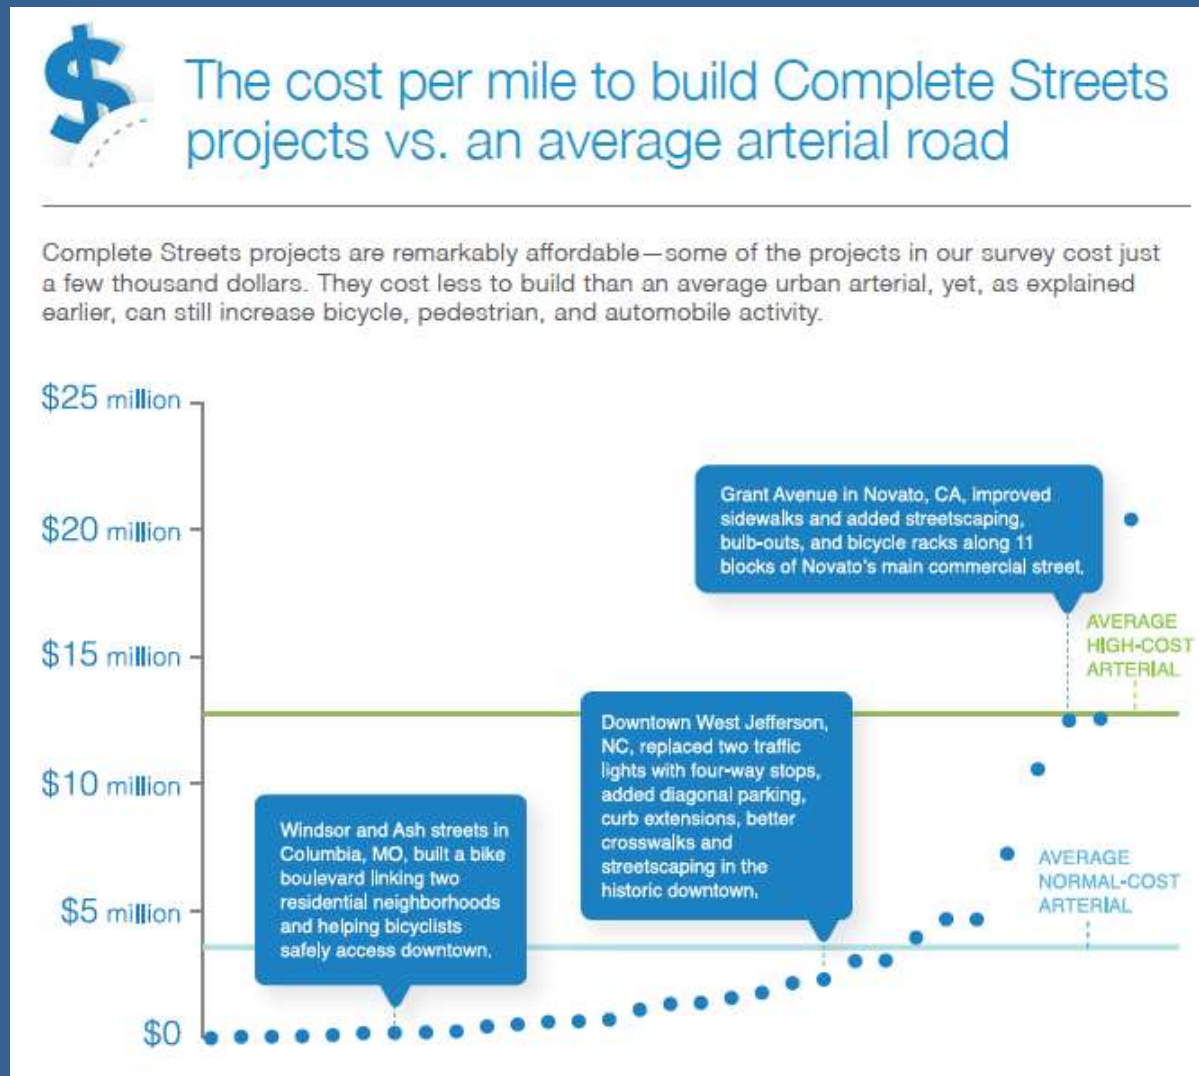 $
The cost per mile to build Complete Streets
projects vs. an average arterial road
Complete Streets projects are remarkably affordable—some of the projects in our survey cost just
a few thousand dollars. They cost less to build than an average urban arterial, yet, as explained
earlier, can still increase bicycle, pedestrian, and automobile activity.
$25 million
Grant Avenue in Novato, CA, improved
sidewalks and added streetscaping,
bulb-outs, and bicycle racks along 11
blocks of Novato's main commercial street.
$20 million
AVERAGE
HIGH-COST
ARTERIAL
$15 million
Downtown West Jefferson,
NC, replaced two traffic
lights with four-way stops,
added diagonal parking,
curb extensions, better
crosswalks and
streetscaping in the
historic downtown.
$10 million
Windsor and Ash streets in
Columbia, MO, built a bike
boulevard linking two
residential neighborhoods
and helping bicyclists
safely access downtown.
AVERAGE
NORMAL-COST
ARTERIAL
$5 million
$0